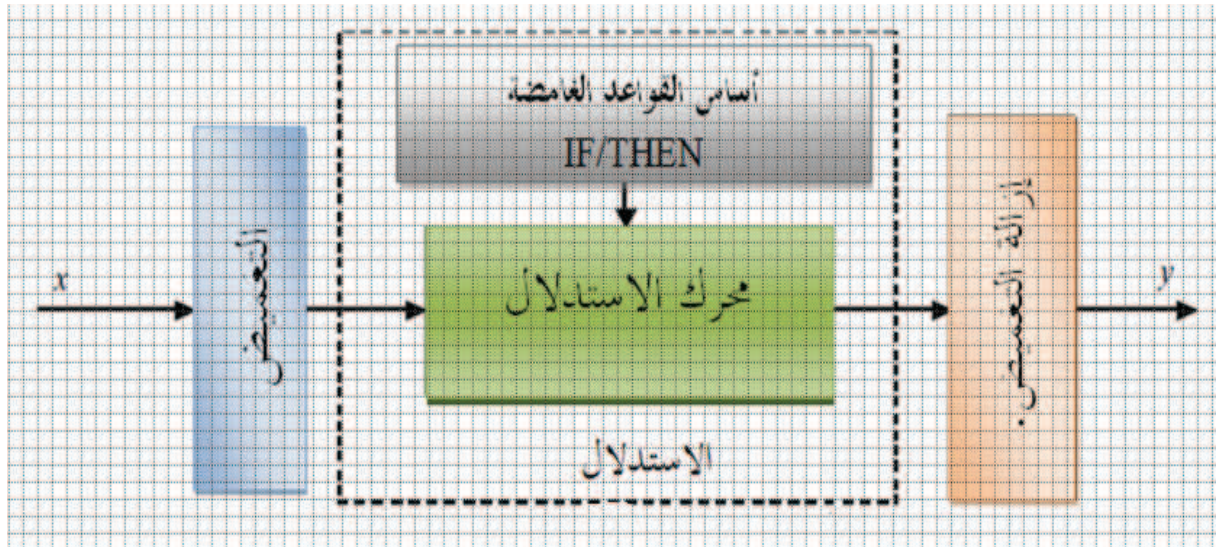 أساس القواعد الغامضة
IF/THEN
x
التغميض
محرك الاستدلال
إزالة التغميض.
y
الاستدلال